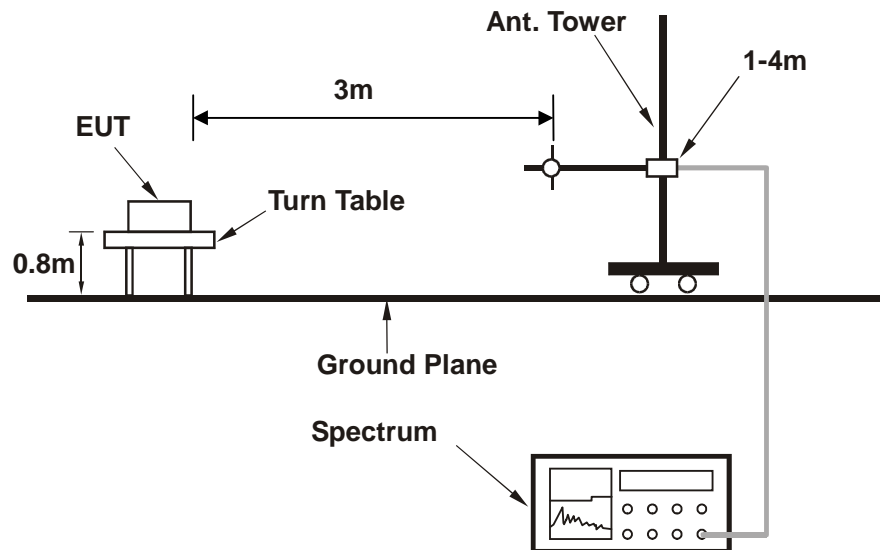 Ant. Tower
1-4m
3m
EUT
Turn Table
0.8m
Ground Plane
Spectrum